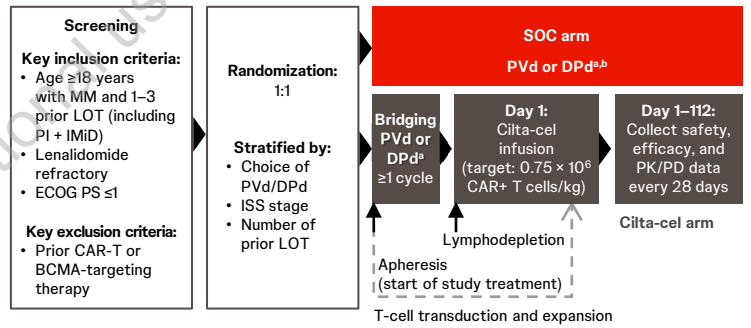 Screening
Key inclusion criteria:
• Age ≥18 years
with MM and 1–3
prior LOT (including
PI + IMiD)
• Lenalidomide
refractory
• ECOG PS ≤1
Key exclusion criteria:
• Prior CAR-T or
BCMA-targeting
therapy
Randomization:
1:1
Stratified by:
• Choice of
PVd/DPd
• ISS stage
• Number of
prior LOT
SOC arm
PVd or DPdᵃ,ᵇ
Bridging
PVd or
DPdᵃ
≥1 cycle
Day 1:
Cilta-cel
infusion
(target: 0.75 × 10⁶
CAR+ T cells/kg)
Day 1–112:
Collect safety,
efficacy, and
PK/PD data
every 28 days
Cilta-cel arm
Lymphodepletion
Apheresis
(start of study treatment)
T-cell transduction and expansion